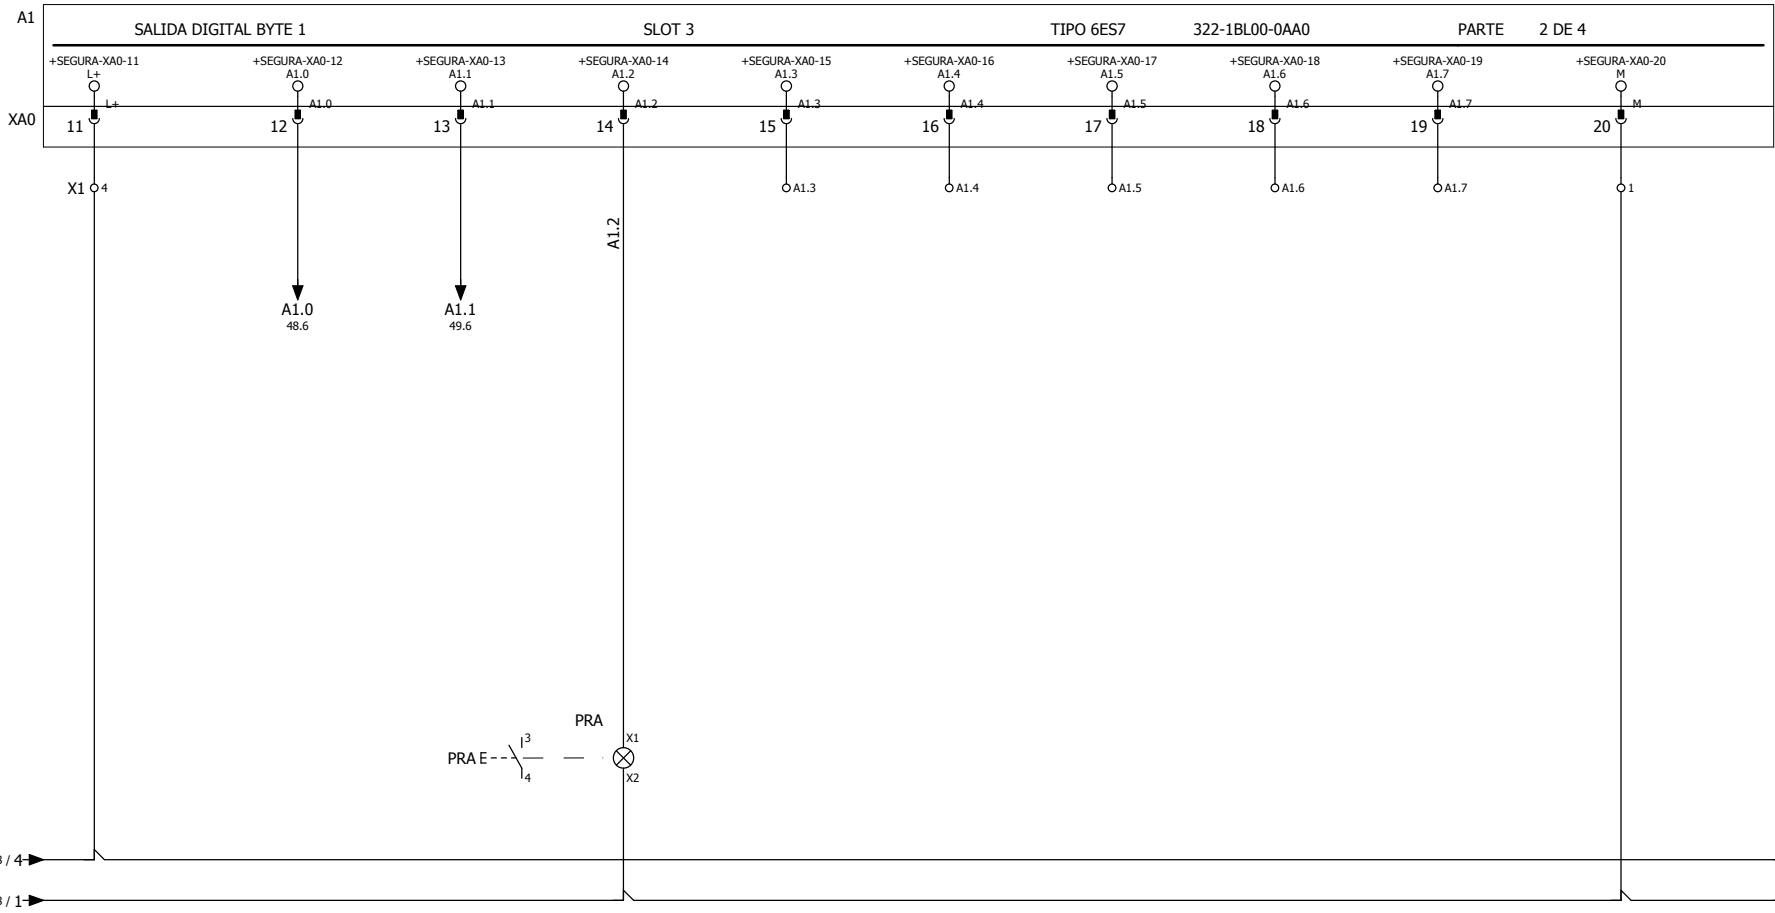 A1
SALIDA DIGITAL BYTE 1 SLOT 3 TIPO 6ES7 322-1BL00-0AA0 PARTE 2 DE 4
+SEGURA-XA0-11 +SEGURA-XA0-12 +SEGURA-XA0-13 +SEGURA-XA0-14 +SEGURA-XA0-15 +SEGURA-XA0-16 +SEGURA-XA0-17 +SEGURA-XA0-18 +SEGURA-XA0-19 +SEGURA-XA0-20
L+ A1.0 A1.1 A1.2 A1.3 A1.4 A1.5 A1.6 A1.7 M
L+ A1.0 A1.1 A1.2 A1.3 A1.4 A1.5 A1.6 A1.7 M
XA0 11 12 13 14 15 16 17 18 19 20
X1 4 A1.3 A1.4 A1.5 A1.6 A1.7 1
A1.2
A1.0 A1.1
48.6 49.6
PRA
3 X1
PRA E
4 X2
/ 4
/ 1